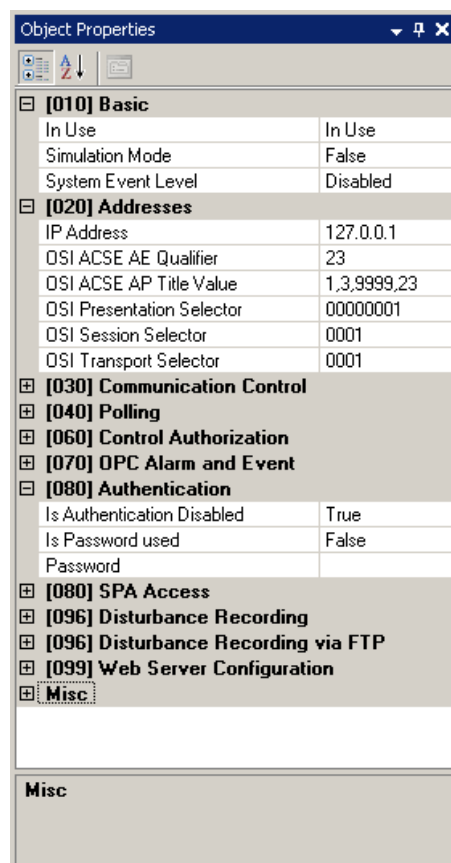 Object Properties
[010] Basic
In Use In Use
Simulation Mode False
System Event Level Disabled
[020] Addresses
IP Address 127.0.0.1
OSI ACSE AE Qualifier 23
OSI ACSE AP Title Value 1,3,9999,23
OSI Presentation Selector 00000001
OSI Session Selector 0001
OSI Transport Selector 0001
[030] Communication Control
[040] Polling
[060] Control Authorization
[070] OPC Alarm and Event
[080] Authentication
Is Authentication Disabled True
Is Password used False
Password
[080] SPA Access
[096] Disturbance Recording
[096] Disturbance Recording via FTP
[099] Web Server Configuration
Misc
Misc